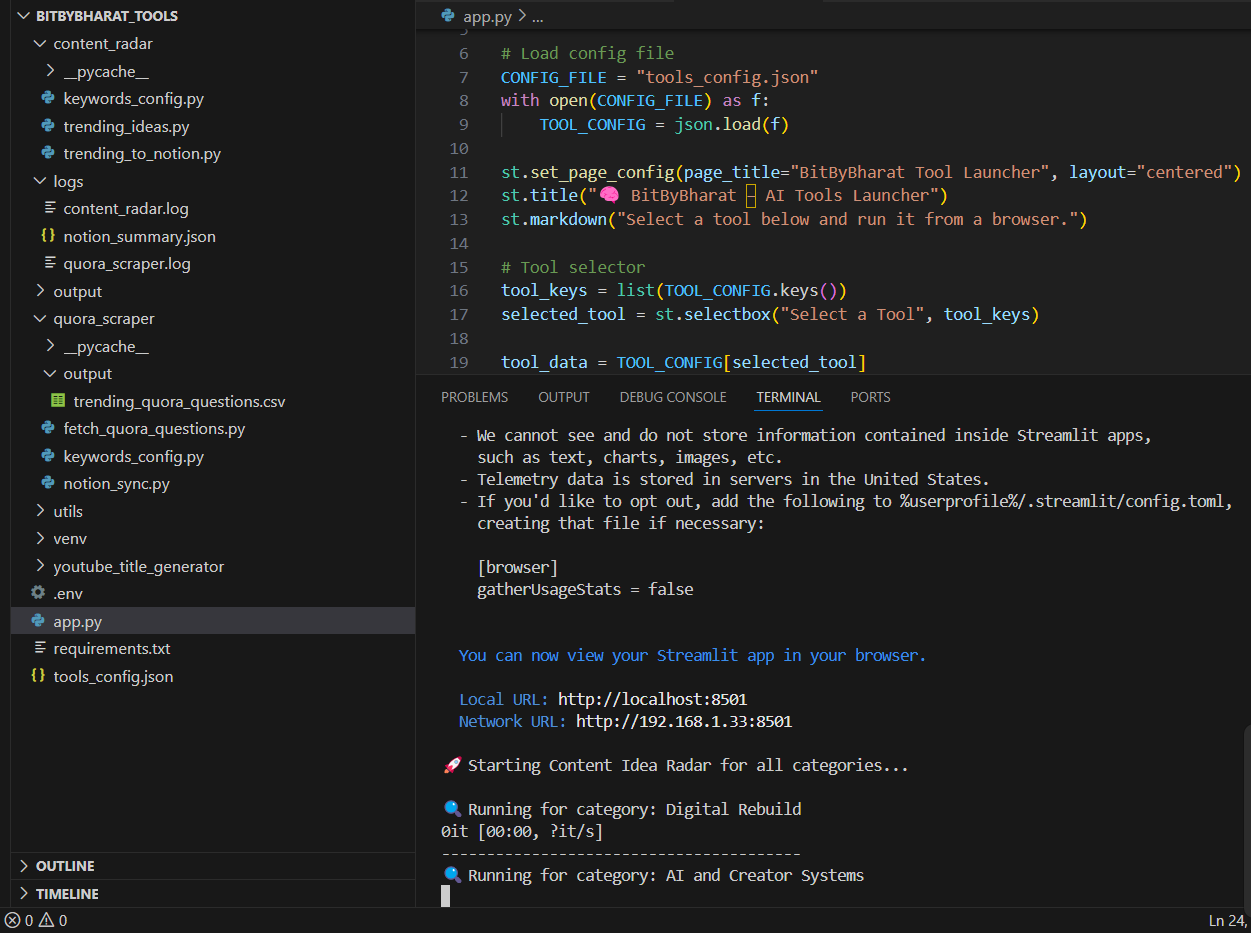 BITBYBHARAT_TOOLS
content_radar
__pycache__
keywords_config.py
trending_ideas.py
trending_to_notion.py
logs
content_radar.log
notion_summary.json
quora_scraper.log
output
quora_scraper
__pycache__
output
trending_quora_questions.csv
fetch_quora_questions.py
keywords_config.py
notion_sync.py
utils
venv
youtube_title_generator
.env
app.py
requirements.txt
tools_config.json
OUTLINE
TIMELINE
0 0
app.py > ...
5
6 # Load config file
7 CONFIG_FILE = "tools_config.json"
8 with open(CONFIG_FILE) as f:
9     TOOL_CONFIG = json.load(f)
10
11 st.set_page_config(page_title="BitByBharat Tool Launcher", layout="centered")
12 st.title("🧠 BitByBharat – AI Tools Launcher")
13 st.markdown("Select a tool below and run it from a browser.")
14
15 # Tool selector
16 tool_keys = list(TOOL_CONFIG.keys())
17 selected_tool = st.selectbox("Select a Tool", tool_keys)
18
19 tool_data = TOOL_CONFIG[selected_tool]
PROBLEMS OUTPUT DEBUG CONSOLE TERMINAL PORTS
- We cannot see and do not store information contained inside Streamlit apps,
such as text, charts, images, etc.
- Telemetry data is stored in servers in the United States.
- If you'd like to opt out, add the following to %userprofile%/.streamlit/config.toml,
creating that file if necessary:
[browser]
gatherUsageStats = false
You can now view your Streamlit app in your browser.
Local URL: http://localhost:8501
Network URL: http://192.168.1.33:8501
🚀 Starting Content Idea Radar for all categories...
🔍 Running for category: Digital Rebuild
0it [00:00, ?it/s]
----------------------------------------
🔍 Running for category: AI and Creator Systems
Ln 24,